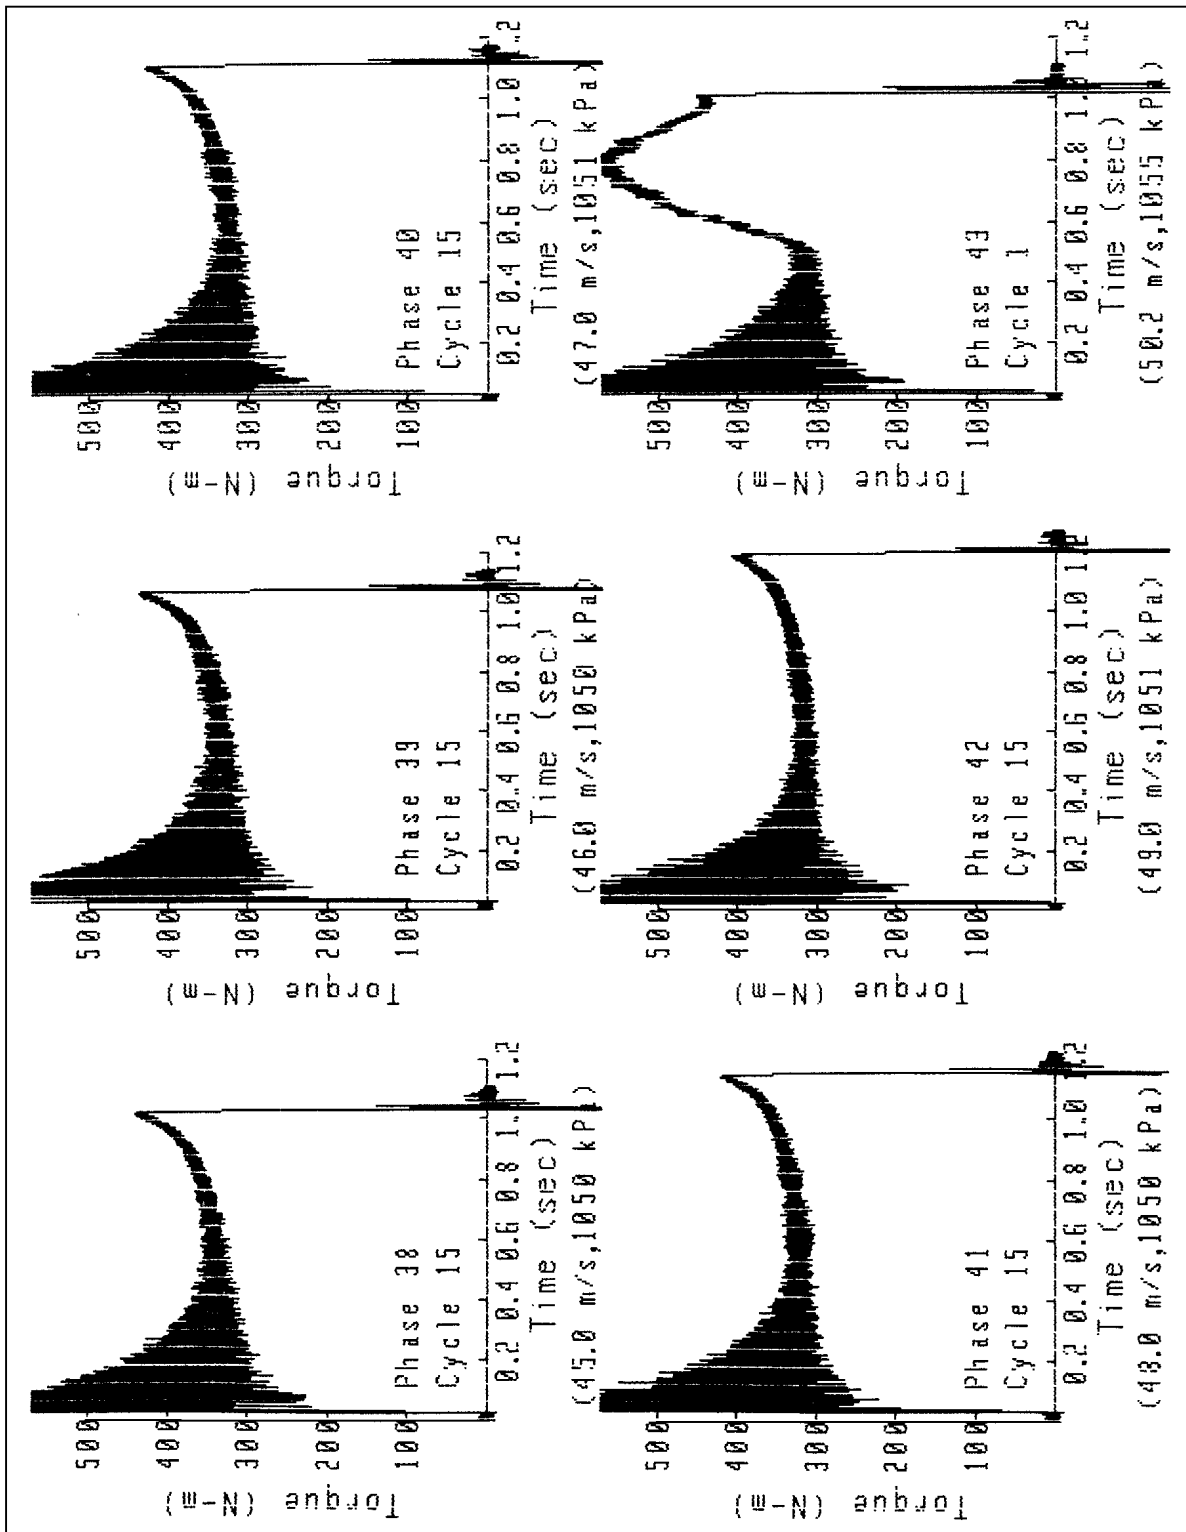 500
400
300
200
100
Torque
(N-m)
Phase 38
Cycle 15
0.2 0.4 0.6 0.8 1.0 1.2
Time (sec)
(45.0 m/s,1050 kPa)
500
400
300
200
100
Torque
(N-m)
Phase 39
Cycle 15
0.2 0.4 0.6 0.8 1.0 1.2
Time (sec)
(46.0 m/s,1050 kPa)
500
400
300
200
100
Torque
(N-m)
Phase 40
Cycle 15
0.2 0.4 0.6 0.8 1.0 1.2
Time (sec)
(47.0 m/s,1051 kPa)
500
400
300
200
100
Torque
(N-m)
Phase 41
Cycle 15
0.2 0.4 0.6 0.8 1.0 1.2
Time (sec)
(48.0 m/s,1050 kPa)
500
400
300
200
100
Torque
(N-m)
Phase 42
Cycle 15
0.2 0.4 0.6 0.8 1.0 1.2
Time (sec)
(49.0 m/s,1051 kPa)
500
400
300
200
100
Torque
(N-m)
Phase 43
Cycle 1
0.2 0.4 0.6 0.8 1.0 1.2
Time (sec)
(50.2 m/s,1055 kPa)